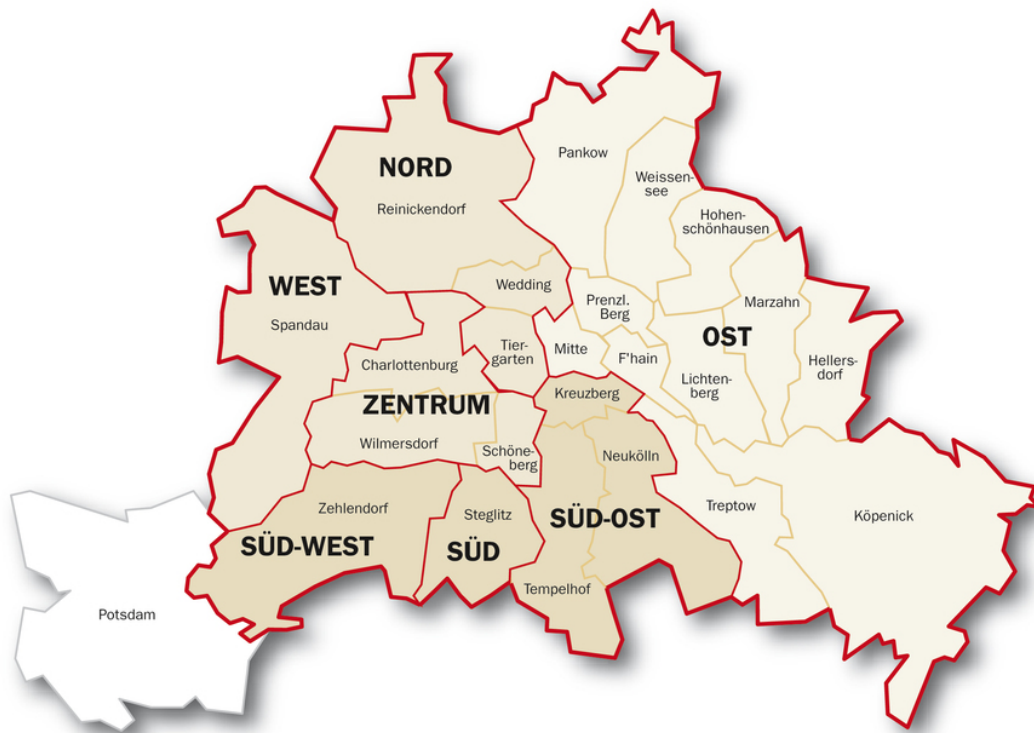 NORD
Reinickendorf
Pankow
Weissen-
see
Hohen-
schönhausen
WEST
Spandau
Wedding
Prenzl.
Berg
Marzahn
OST
Charlottenburg
Tier-
garten
Mitte
F'hain
Lichten-
berg
Hellers-
dorf
ZENTRUM
Kreuzberg
Wilmersdorf
Schöne-
berg
Neukölln
Zehlendorf
SÜD-WEST
Steglitz
SÜD
SÜD-OST
Treptow
Köpenick
Tempelhof
Potsdam